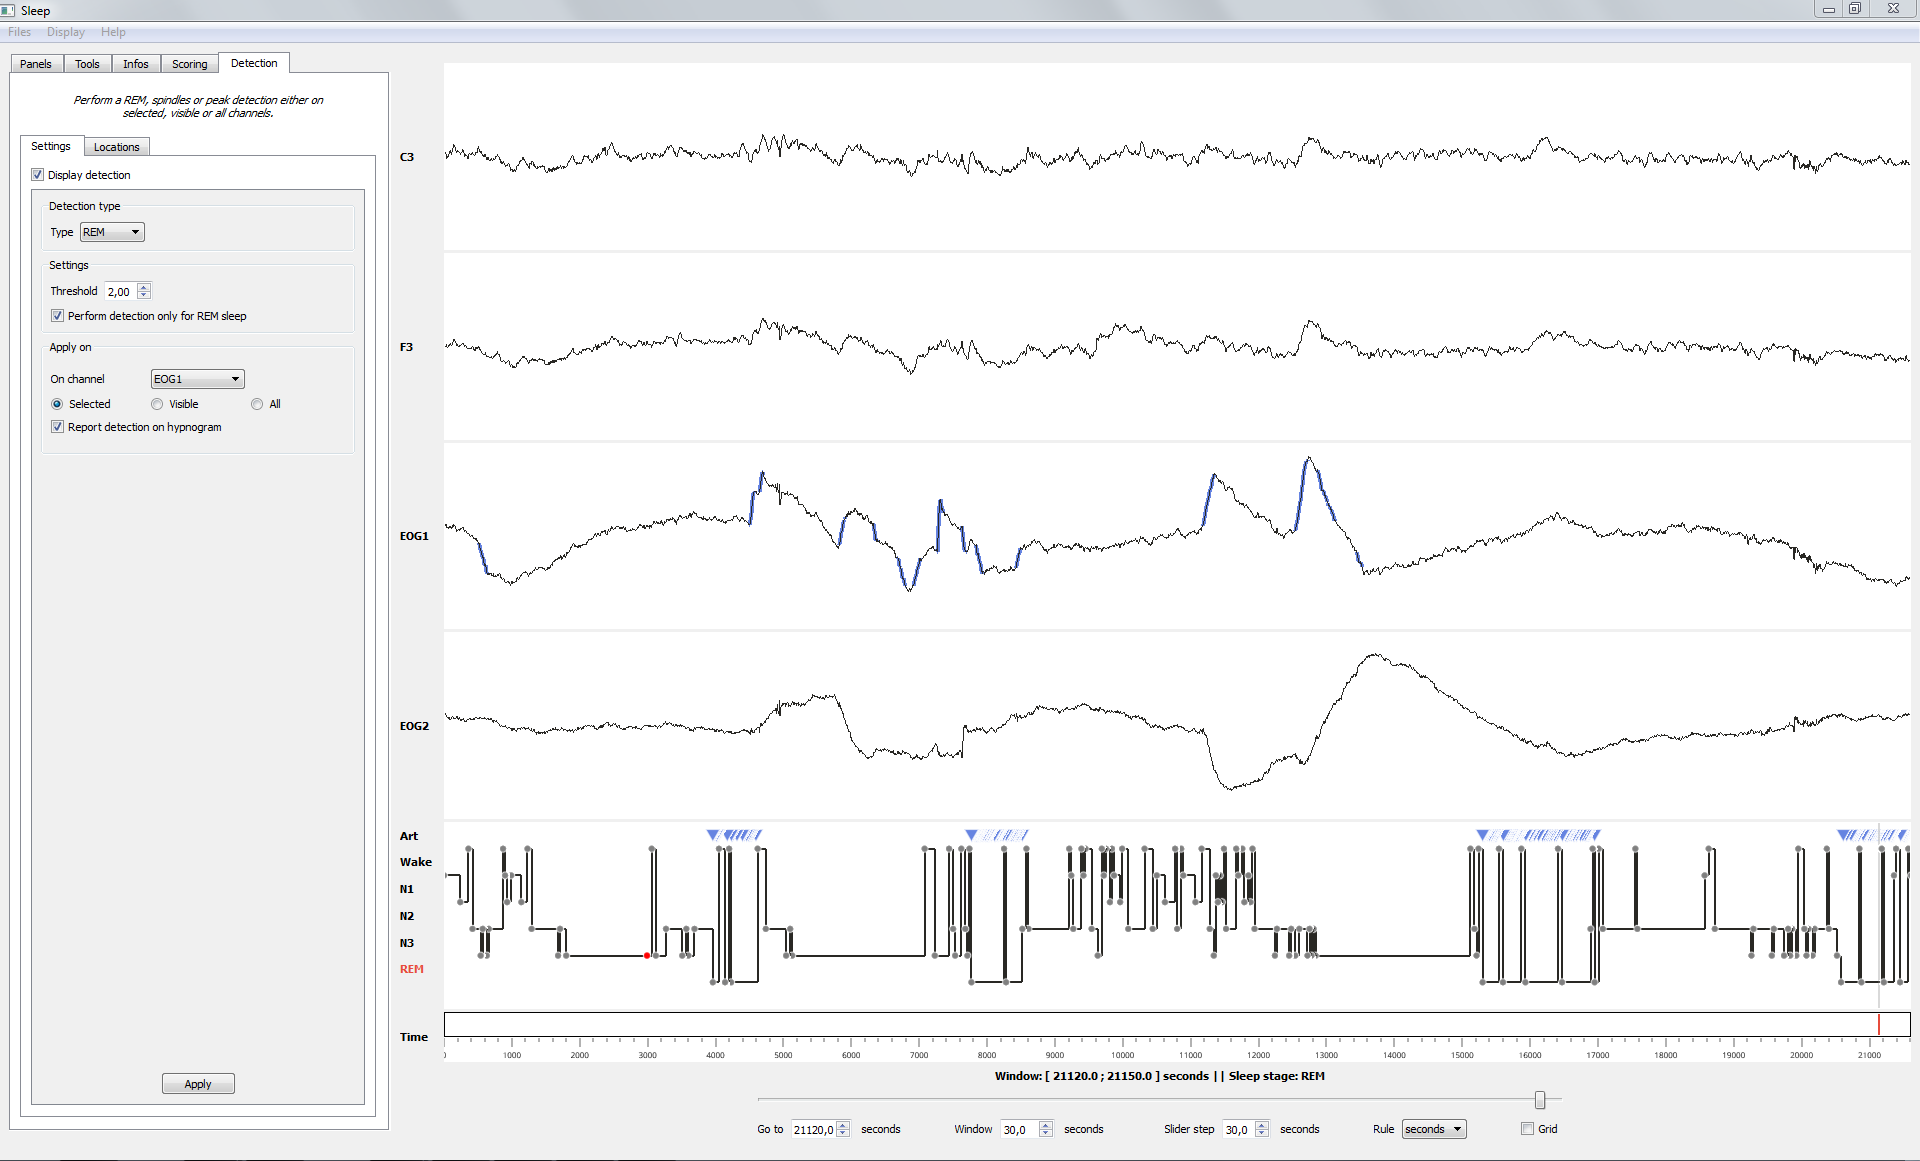 Sleep
Files Display Help
Panels Tools Infos Scoring Detection
Perform a REM, spindles or peak detection either on
selected, visible or all channels.
Settings Locations
Display detection
Detection type
Type REM
Settings
Threshold 2,00
Perform detection only for REM sleep
Apply on
On channel EOG1
Selected Visible All
Report detection on hypnogram
Apply
C3
F3
EOG1
EOG2
Art
Wake
N1
N2
N3
REM
Time
0 1000 2000 3000 4000 5000 6000 7000 8000 9000 10000 11000 12000 13000 14000 15000 16000 17000 18000 19000 20000 21000
Window: [ 21120.0 ; 21150.0 ] seconds || Sleep stage: REM
Go to 21120,0 seconds Window 30,0 seconds Slider step 30,0 seconds Rule seconds Grid